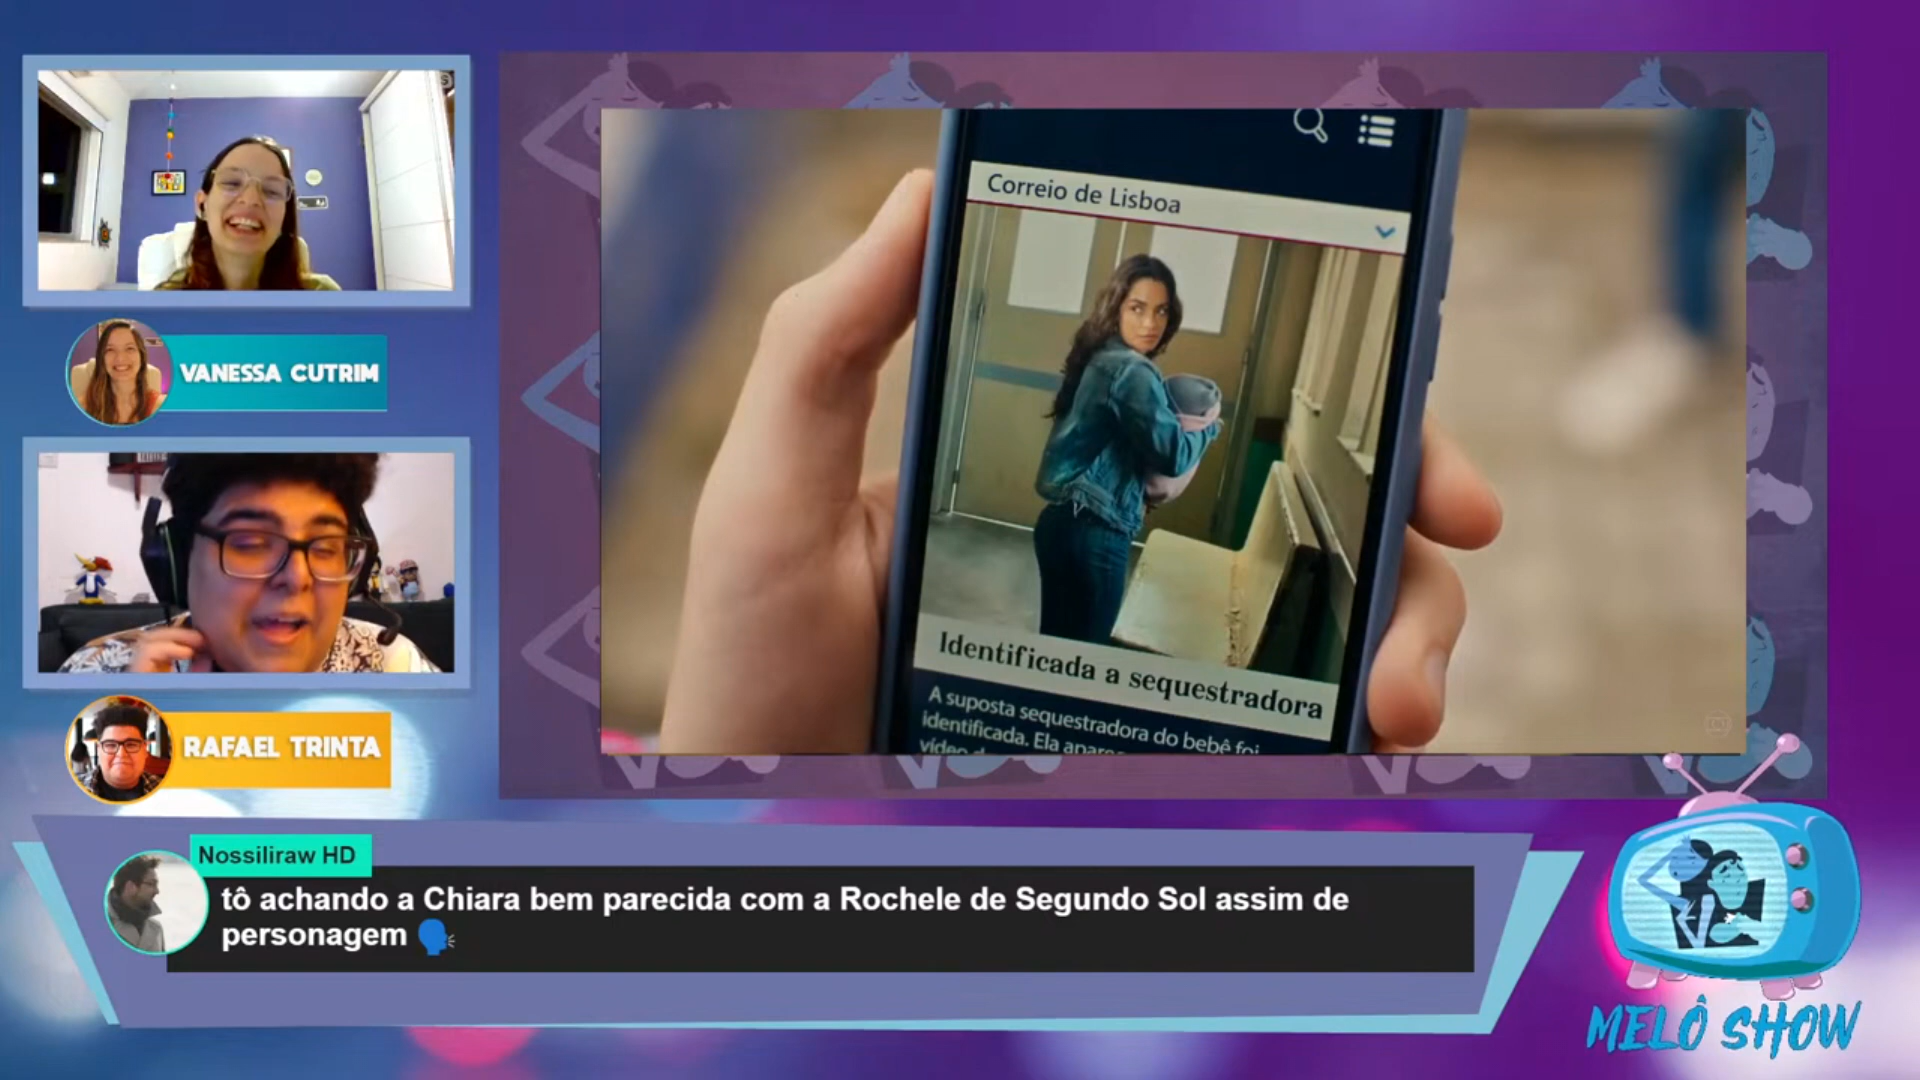 VANESSA CUTRIM
RAFAEL TRINTA
Correio de Lisboa
Identificada a sequestradora
A suposta sequestradora do bebê foi
identificada. Ela
vídeo
Nossiliraw HD
tô achando a Chiara bem parecida com a Rochele de Segundo Sol assim de
personagem
MELÔ SHOW